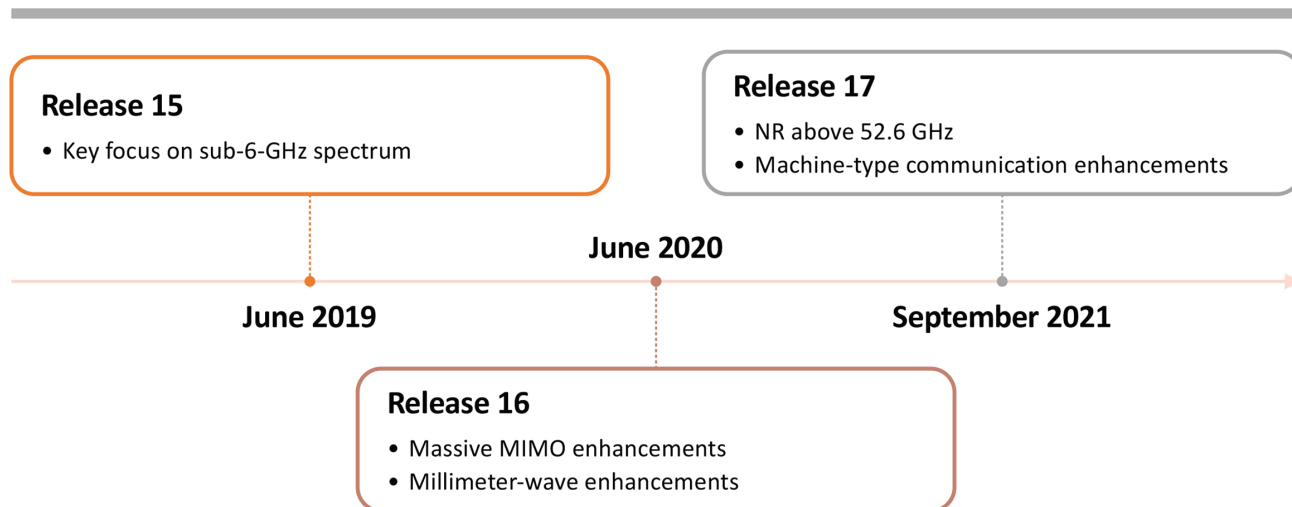 Release 15
• Key focus on sub-6-GHz spectrum
Release 17
• NR above 52.6 GHz
• Machine-type communication enhancements
June 2020
June 2019
September 2021
Release 16
• Massive MIMO enhancements
• Millimeter-wave enhancements